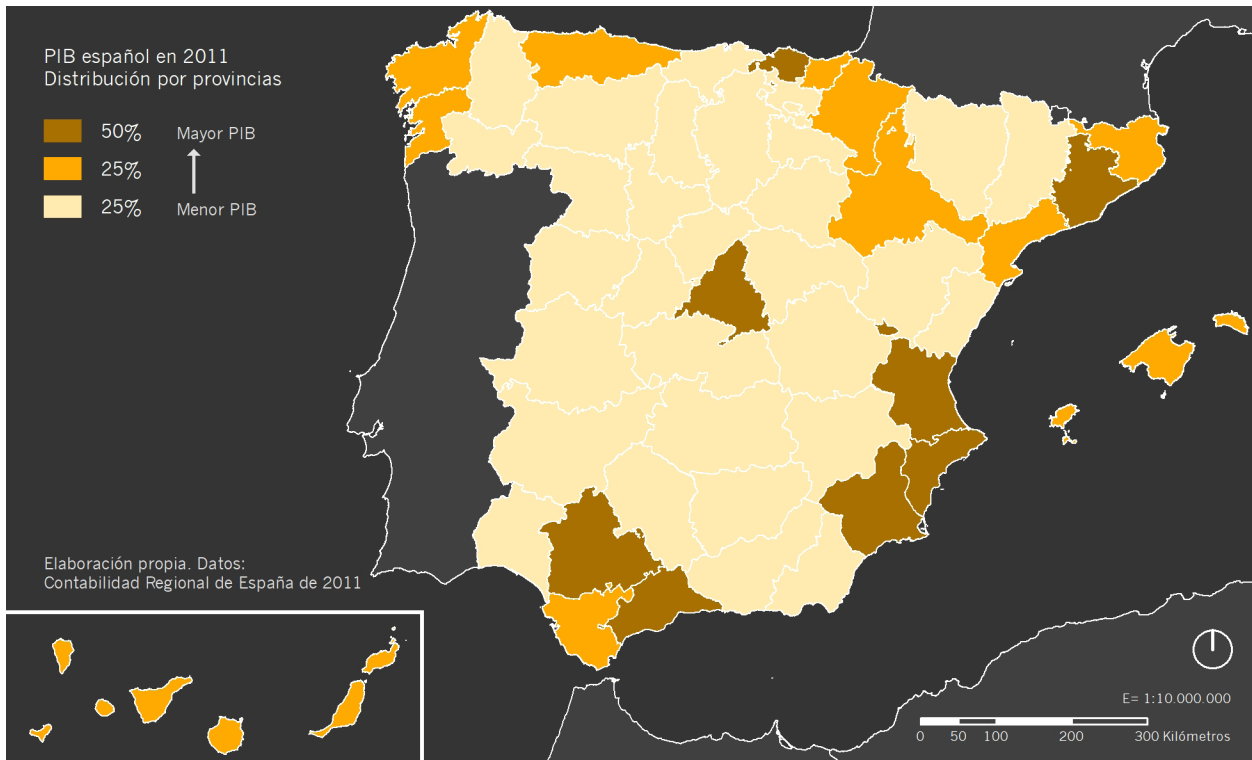 PIB español en 2011
Distribución por provincias
50% Mayor PIB
25%
25% Menor PIB
Elaboración propia. Datos:
Contabilidad Regional de España de 2011
E= 1:10.000.000
0 50 100 200 300 Kilómetros